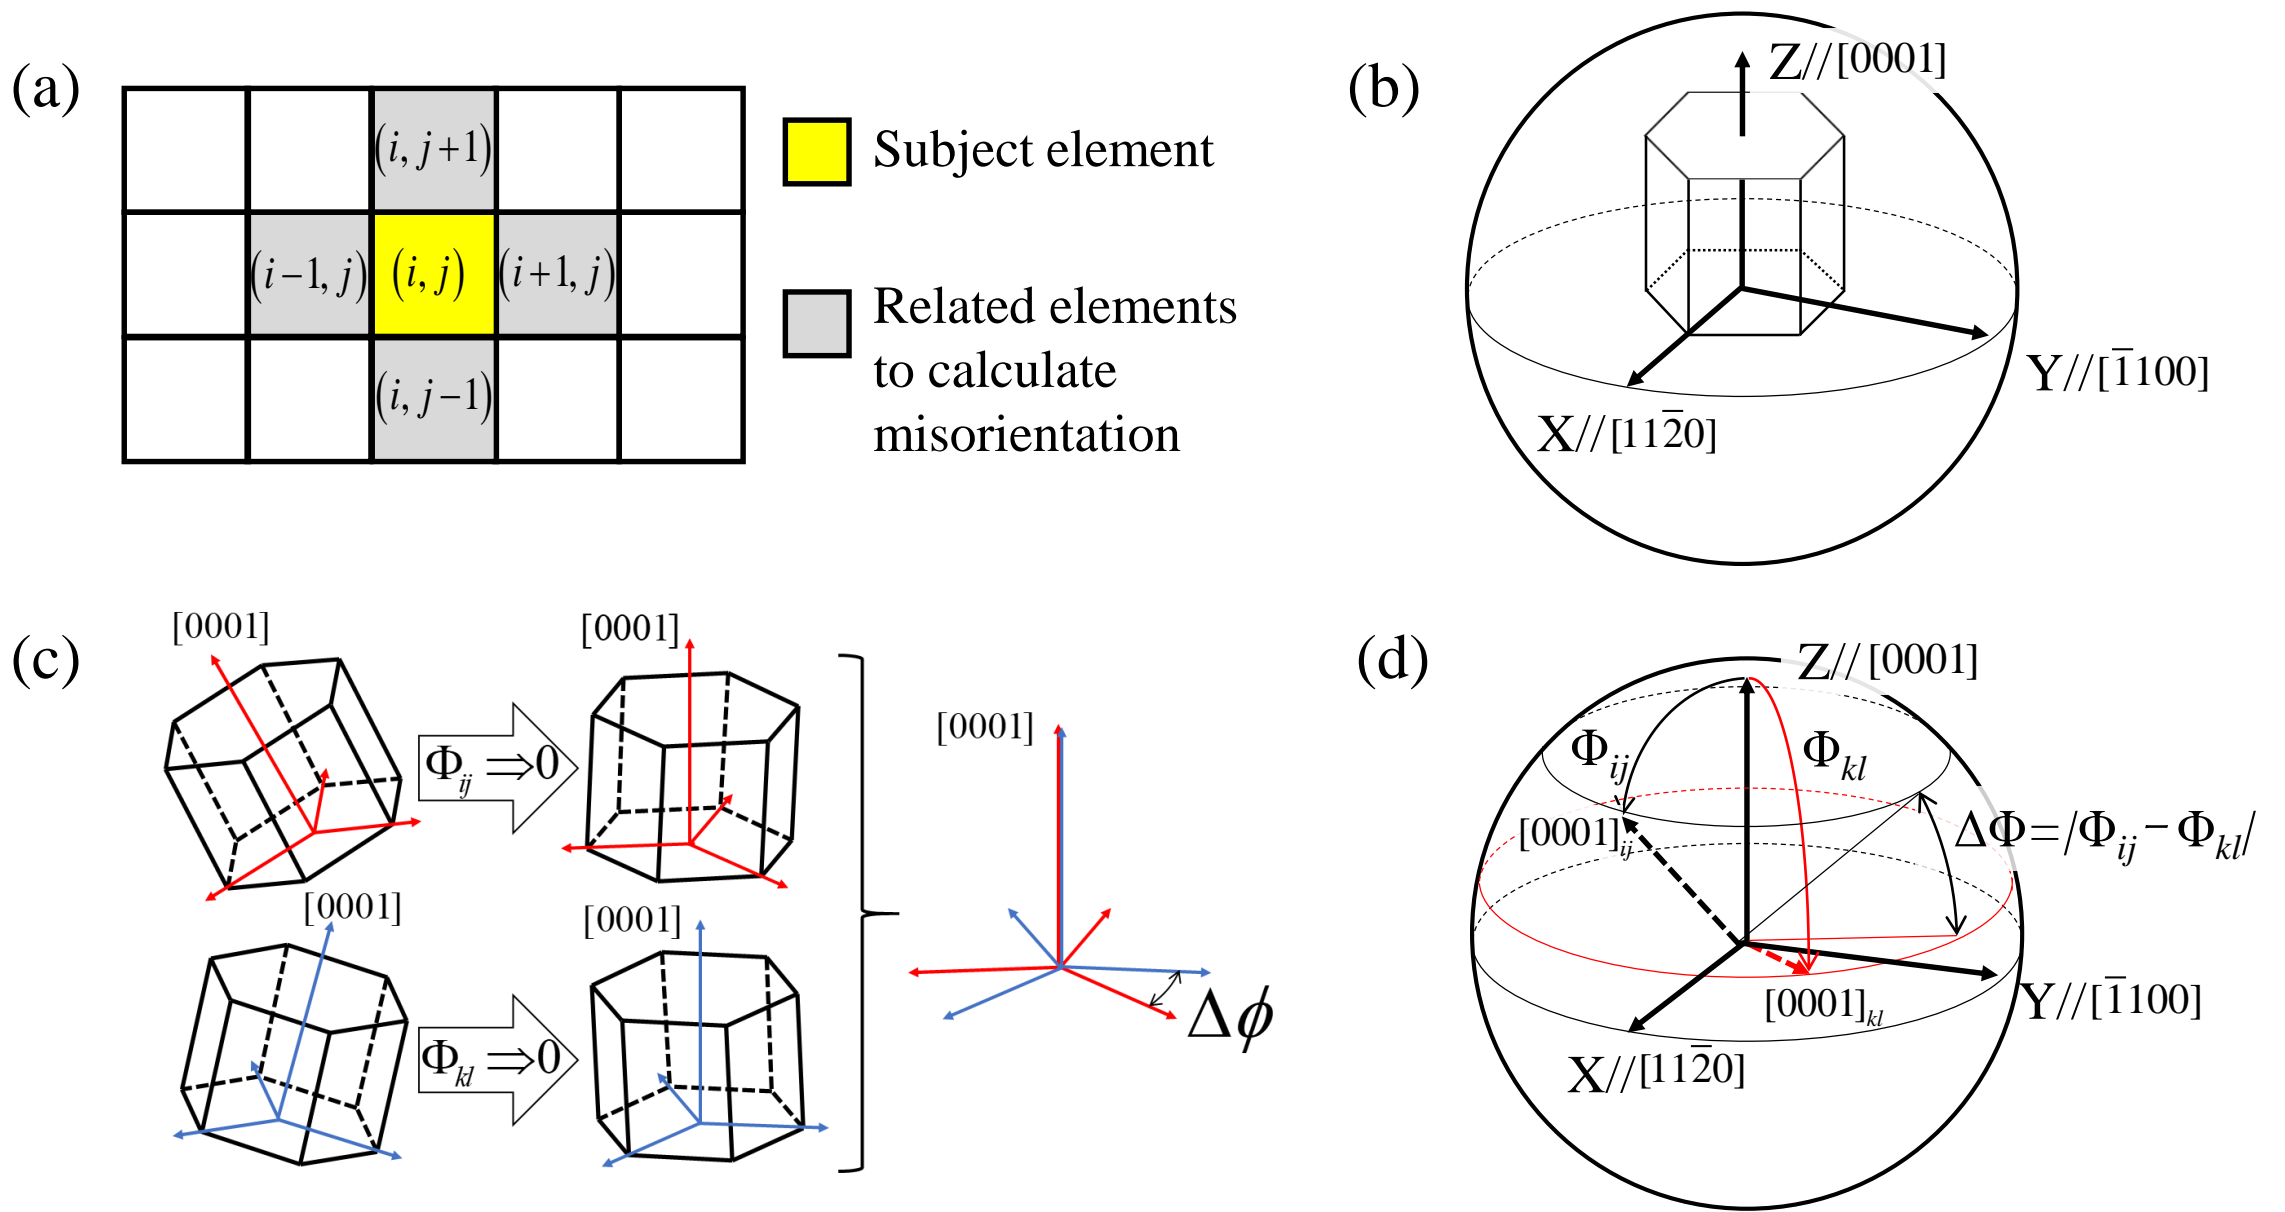 (a)
(i, j+1)
(i−1, j)
(i, j)
(i+1, j)
(i, j−1)
Subject element
Related elements
to calculate
misorientation
(b)
Z//[0001]
Y//[1̅100]
X//[112̅0]
(c)
[0001]
Φij ⇒0
[0001]
[0001]
Φkl ⇒0
[0001]
[0001]
Δϕ
(d)
Z//[0001]
Φij
Φkl
[0001]ij
ΔΦ=/Φij − Φkl/
[0001]kl
Y//[1̅100]
X//[112̅0]